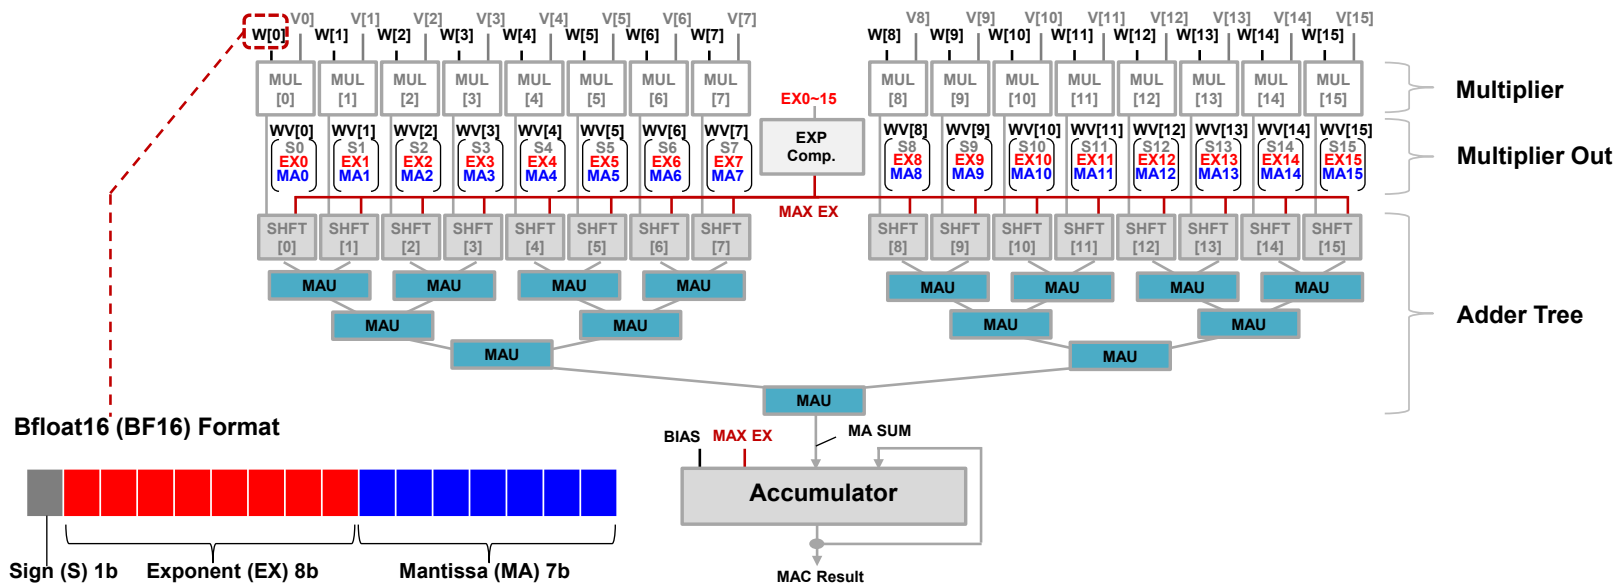 V0] V[1] V[2] V[3] V[4] V[5] V[6] V[7] V8] V[9] V[10] V[11] V[12] V[13] V[14] V[15]
W[0] W[1] W[2] W[3] W[4] W[5] W[6] W[7] W[8] W[9] W[10] W[11] W[12] W[13] W[14] W[15]
MUL MUL MUL MUL MUL MUL MUL MUL MUL MUL MUL MUL MUL MUL MUL MUL
[0] [1] [2] [3] [4] [5] [6] [7] [8] [9] [10] [11] [12] [13] [14] [15]
Multiplier
EX0~15
EXP
Comp.
WV[0] WV[1] WV[2] WV[3] WV[4] WV[5] WV[6] WV[7] WV[8] WV[9] WV[10] WV[11] WV[12] WV[13] WV[14] WV[15]
S0 S1 S2 S3 S4 S5 S6 S7 S8 S9 S10 S11 S12 S13 S14 S15
EX0 EX1 EX2 EX3 EX4 EX5 EX6 EX7 EX8 EX9 EX10 EX11 EX12 EX13 EX14 EX15
MA0 MA1 MA2 MA3 MA4 MA5 MA6 MA7 MA8 MA9 MA10 MA11 MA12 MA13 MA14 MA15
Multiplier Out
MAX EX
SHFT SHFT SHFT SHFT SHFT SHFT SHFT SHFT SHFT SHFT SHFT SHFT SHFT SHFT SHFT SHFT
[0] [1] [2] [3] [4] [5] [6] [7] [8] [9] [10] [11] [12] [13] [14] [15]
MAU MAU MAU MAU MAU MAU MAU MAU
MAU MAU MAU MAU
MAU MAU
MAU
Adder Tree
Bfloat16 (BF16) Format
BIAS MAX EX MA SUM
Accumulator
MAC Result
Sign (S) 1b Exponent (EX) 8b Mantissa (MA) 7b